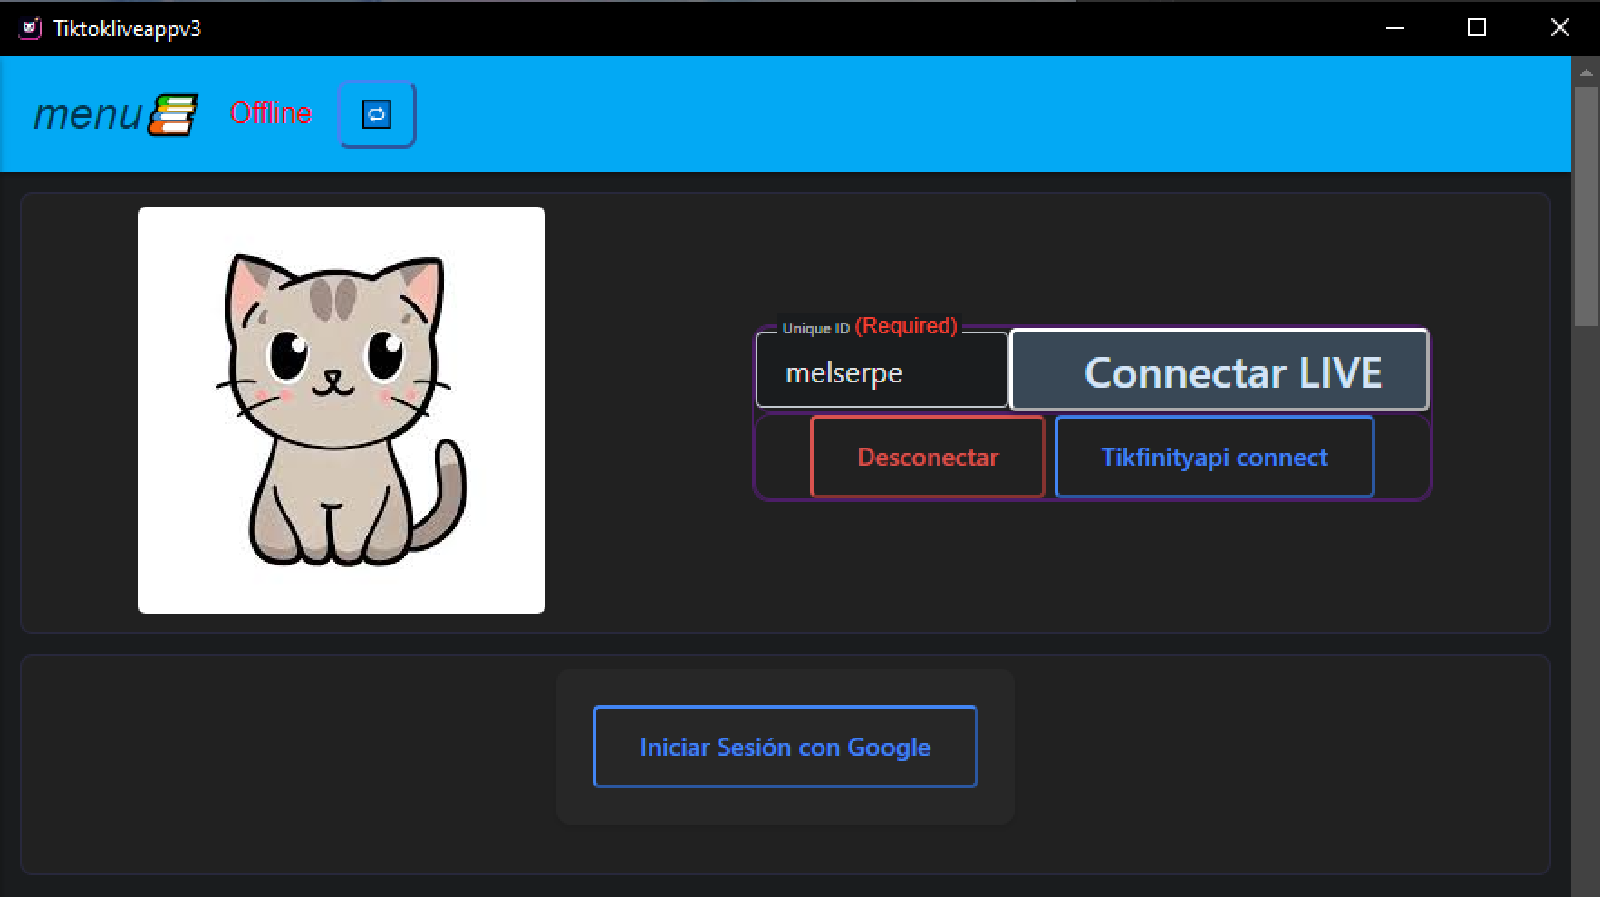 Tiktokliveappv3
menu Offline
Unique ID (Required)
melserpe
Connectar LIVE
Desconectar
Tikfinityapi connect
Iniciar Sesión con Google